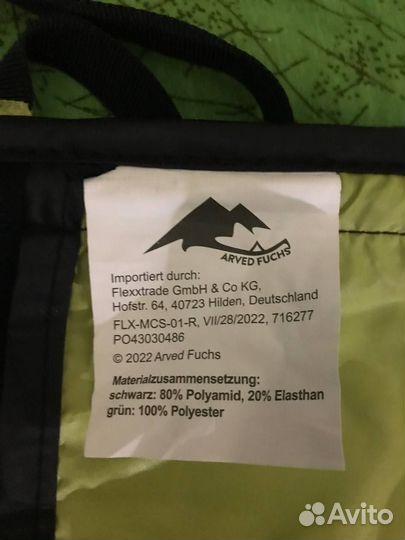 ARVED FUCHS
Importiert durch:
Flexxtrade GmbH & Co KG,
Hofstr. 64, 40723 Hilden, Deutschland
FLX-MCS-01-R, VII/28/2022, 716277
PO43030486
© 2022 Arved Fuchs
Materialzusammensetzung:
schwarz: 80% Polyamid, 20% Elasthan
grün: 100% Polyester
Avito